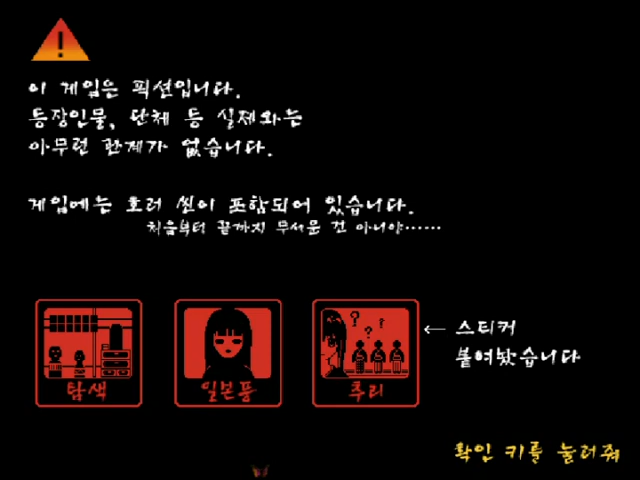 이 게임은 픽션입니다.
등장인물, 단체 등 실제와는
아무런 관계가 없습니다.
게임에는 호러 씬이 포함되어 있습니다.
처음부터 끝까지 무서운 건 아니야……
탐색
일본풍
추리
← 스티커
붙여놨습니다
확인 키를 눌러줘